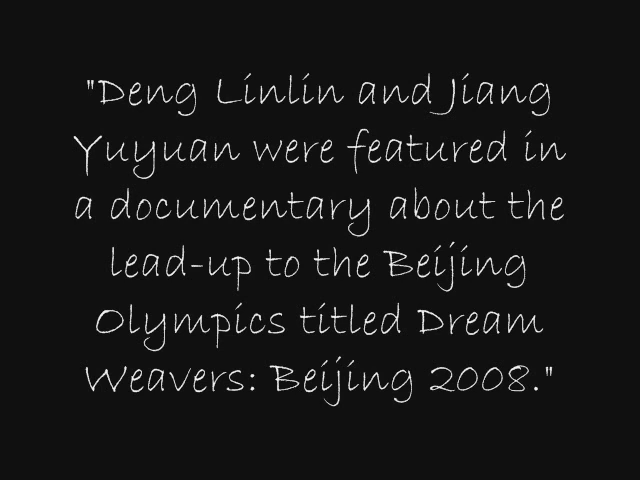 "Deng Linlin and Jiang
Yuyuan were featured in
a documentary about the
lead-up to the Beijing
Olympics titled Dream
Weavers: Beijing 2008."